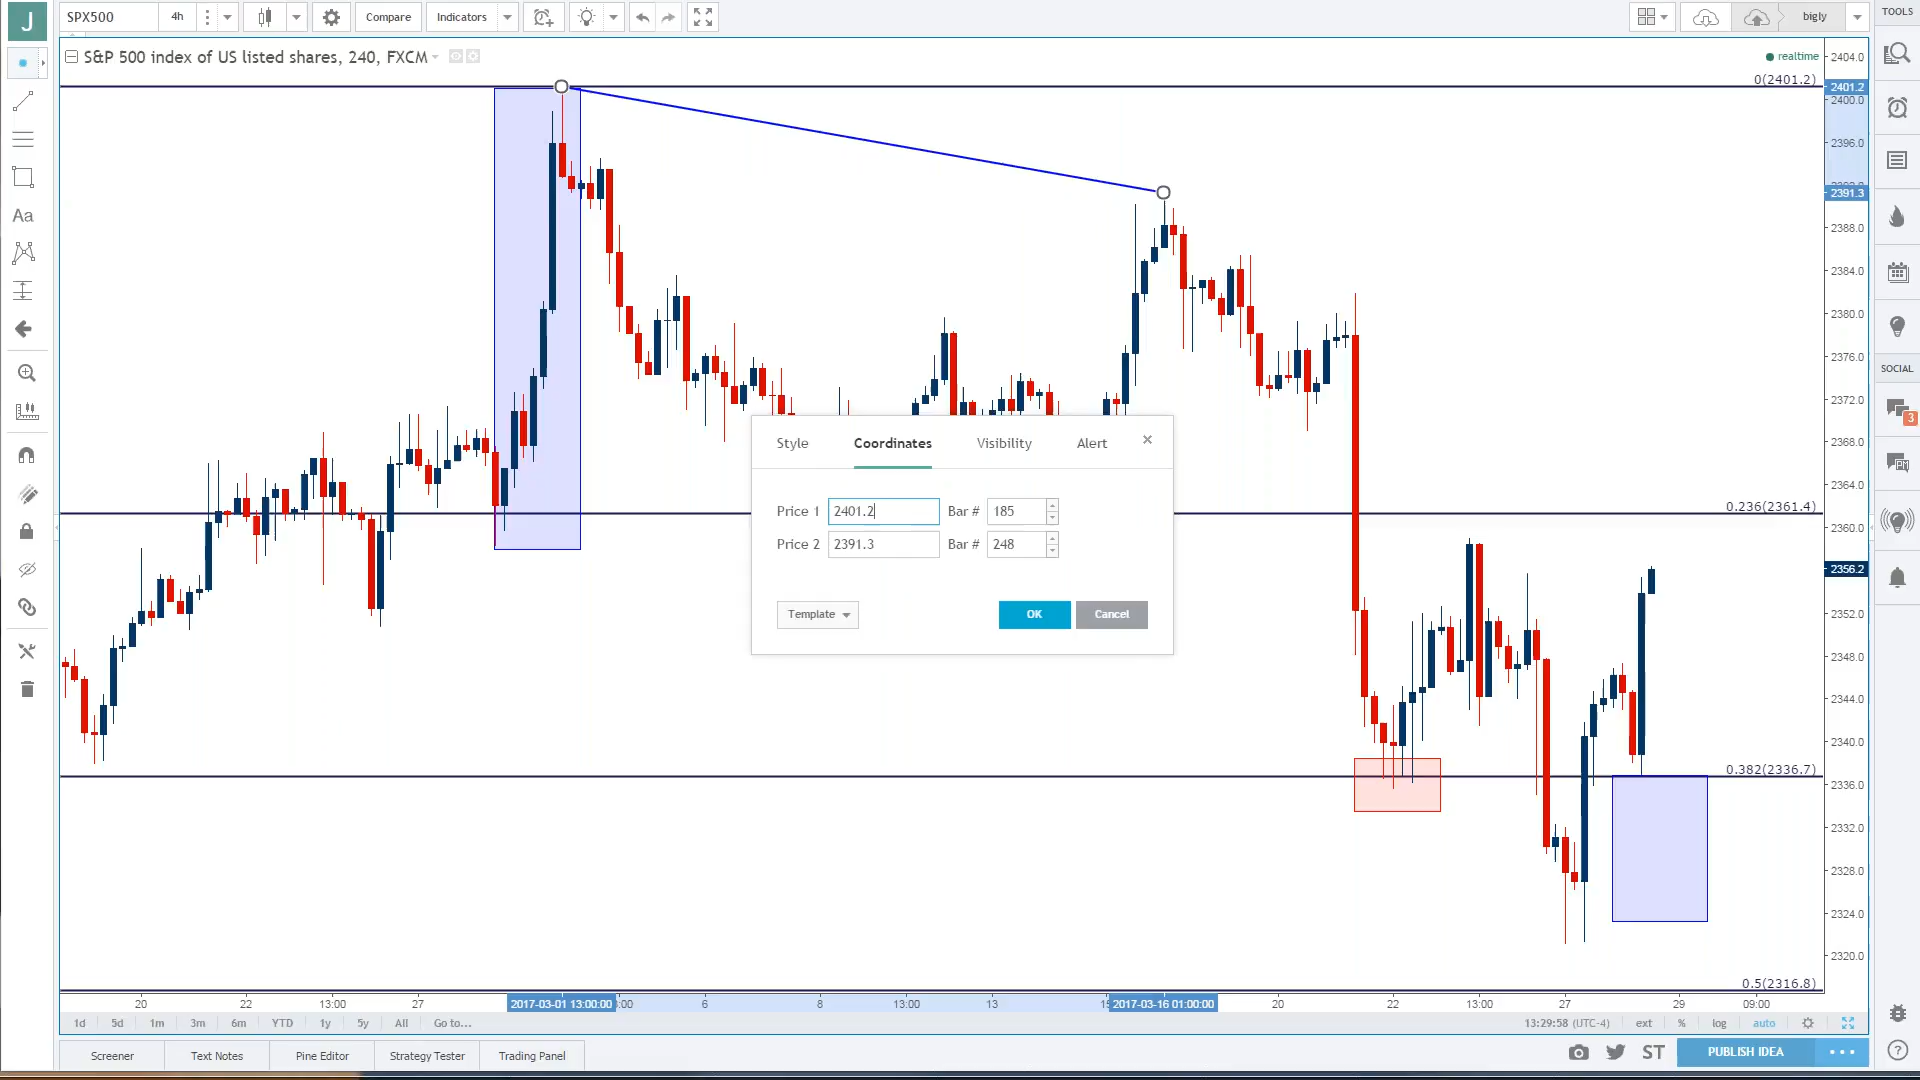 J
SPX500
4h
Compare
Indicators
bigly
TOOLS
S&P 500 index of US listed shares, 240, FXCM
realtime
0(2401.2)
0.236(2361.4)
0.382(2336.7)
0.5(2316.8)
2404.0
2401.2
2400.0
2396.0
2391.3
2388.0
2384.0
2380.0
2376.0
2372.0
2368.0
2364.0
2360.0
2356.2
2352.0
2348.0
2344.0
2340.0
2336.0
2332.0
2328.0
2324.0
2320.0
Aa
SOCIAL
3
Style Coordinates Visibility Alert
Price 1 2401.2 Bar # 185
Price 2 2391.3 Bar # 248
Template OK Cancel
20 22 13:00 27 2017-03-01 13:00:00 :00 6 8 13:00 13 2017-03-16 01:00:00 20 22 13:00 27 29 09:00
1d 5d 1m 3m 6m YTD 1y 5y All Go to... 13:29:58 (UTC-4) ext % log auto
Screener Text Notes Pine Editor Strategy Tester Trading Panel ST PUBLISH IDEA